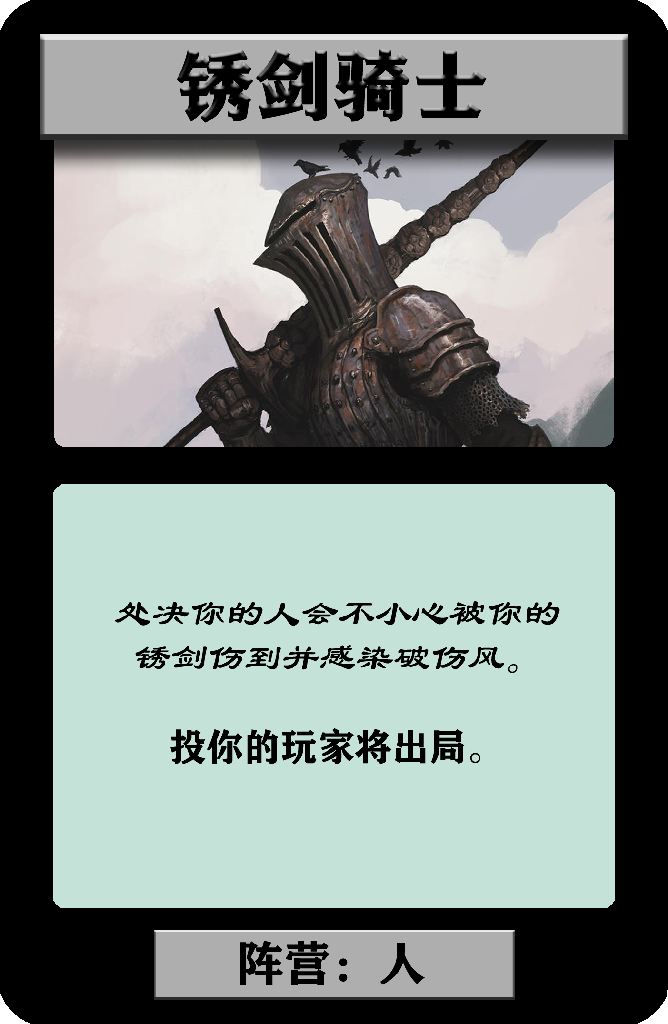 锈剑骑士
处决你的人会不小心被你的
锈剑伤到并感染破伤风。
投你的玩家将出局。
阵营：人